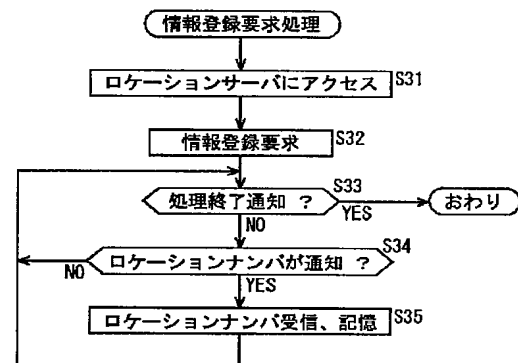 情報登録要求処理
ロケーションサーバにアクセス S31
情報登録要求 S32
S33
処理終了通知 ?
YES
おわり
NO
S34
ロケーションナンバが通知 ?
NO
YES
ロケーションナンバ受信、記憶 S35